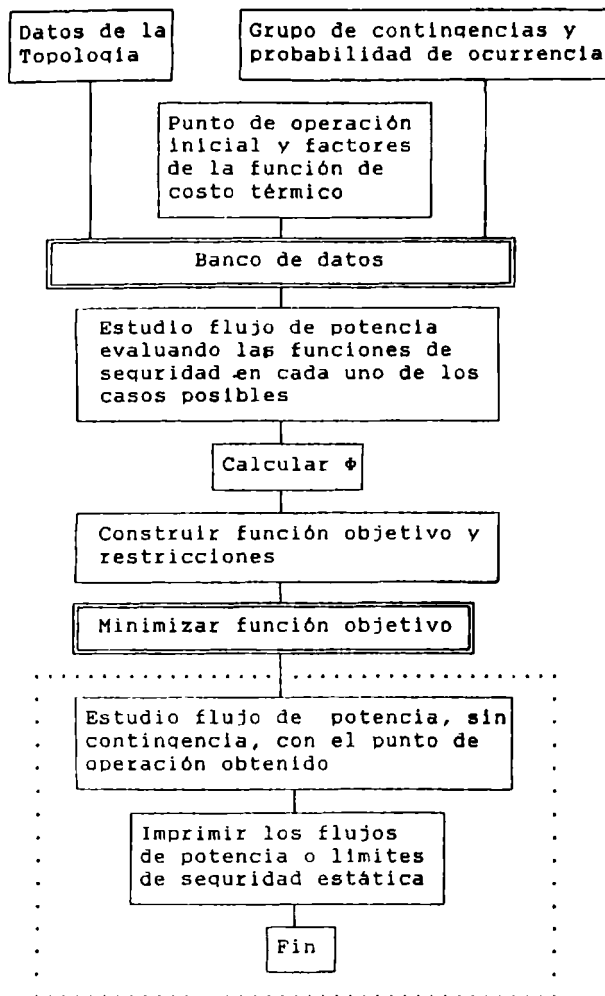 Datos de la
Topología
Grupo de contingencias y
probabilidad de ocurrencia
Punto de operación
inicial y factores
de la función de
costo térmico
Banco de datos
Estudio flujo de potencia
evaluando las funciones de
seguridad en cada uno de los
casos posibles
Calcular Φ
Construir función objetivo y
restricciones
Minimizar función objetivo
Estudio flujo de potencia, sin
contingencia, con el punto de
operación obtenido
Imprimir los flujos
de potencia o límites
de seguridad estática
Fin